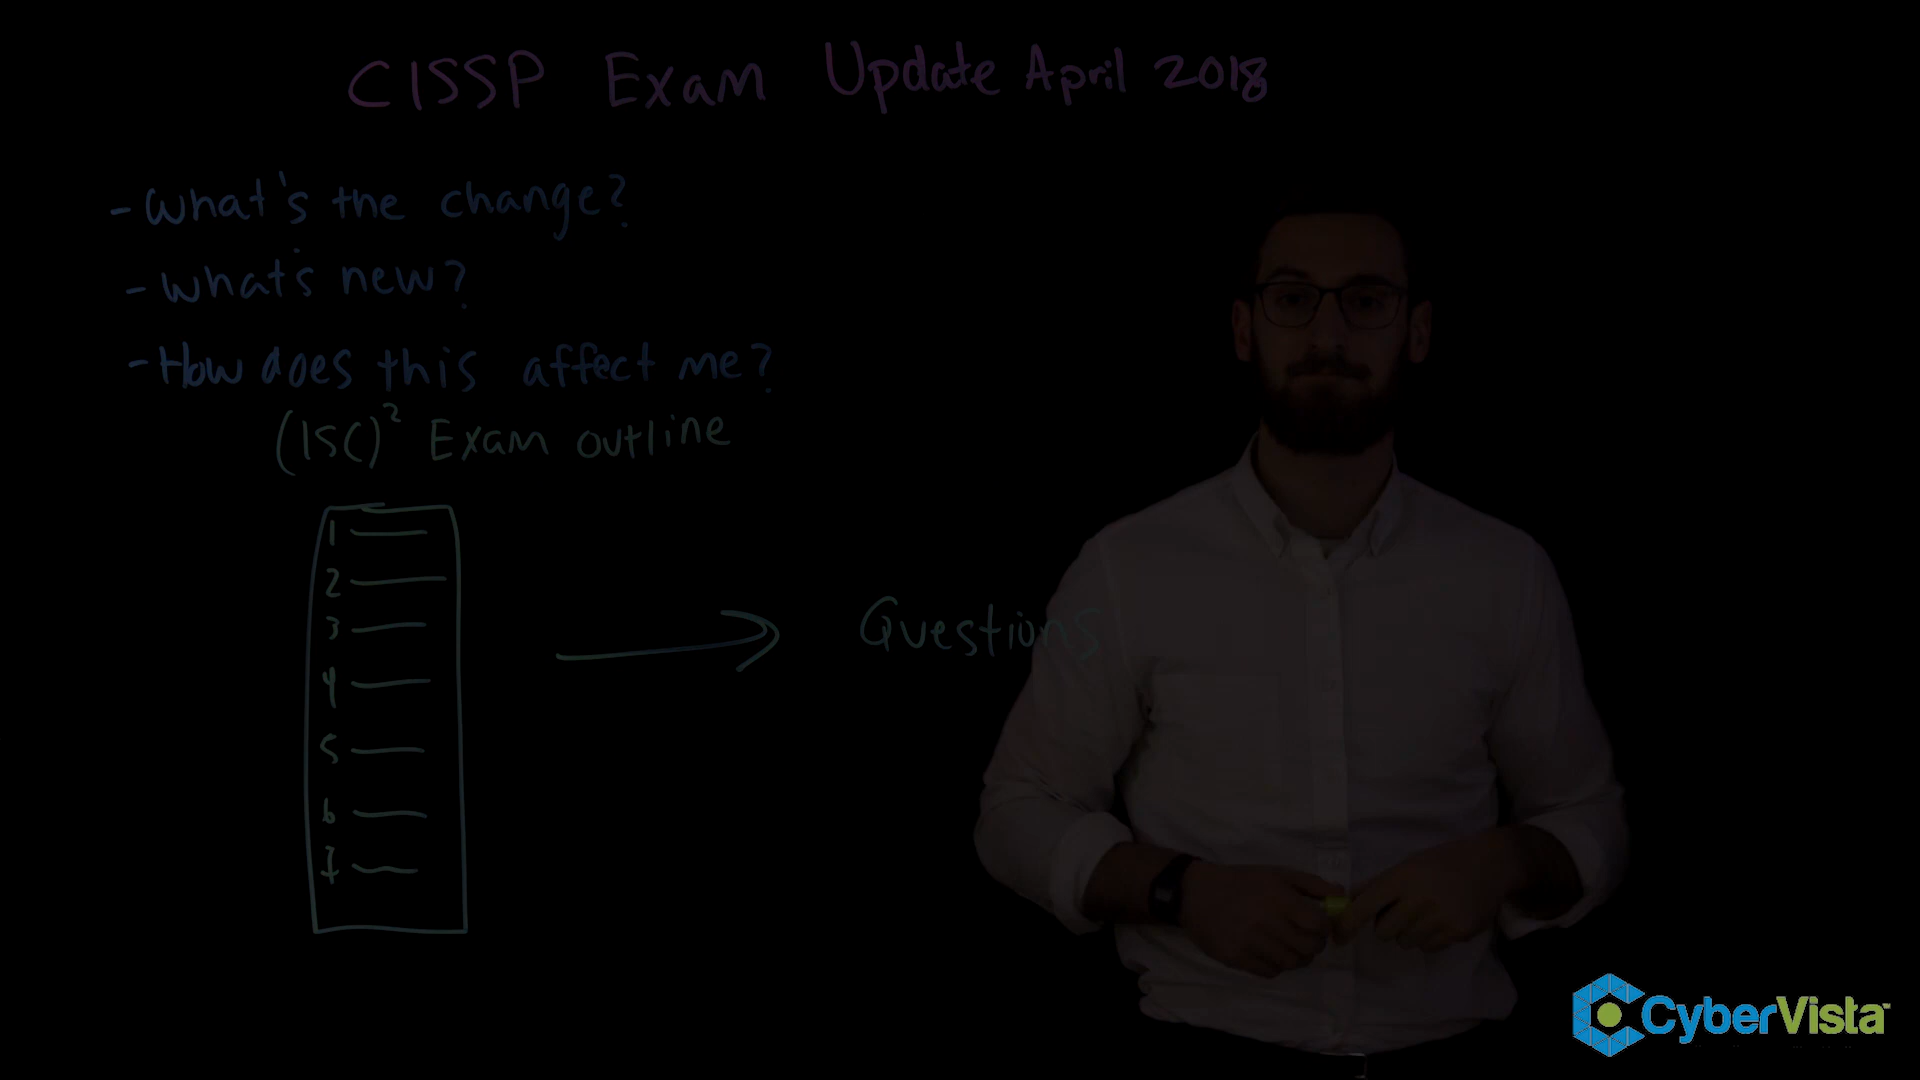 CISSP Exam Update April 2018
- What's the change?
- What's new?
- How does this affect me?
(ISC)² Exam outline
1
2
3
4
5
6
7
Questions
CyberVista™